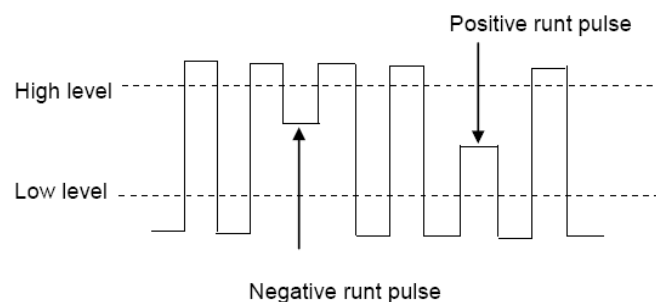 Positive runt pulse
High level
Low level
Negative runt pulse